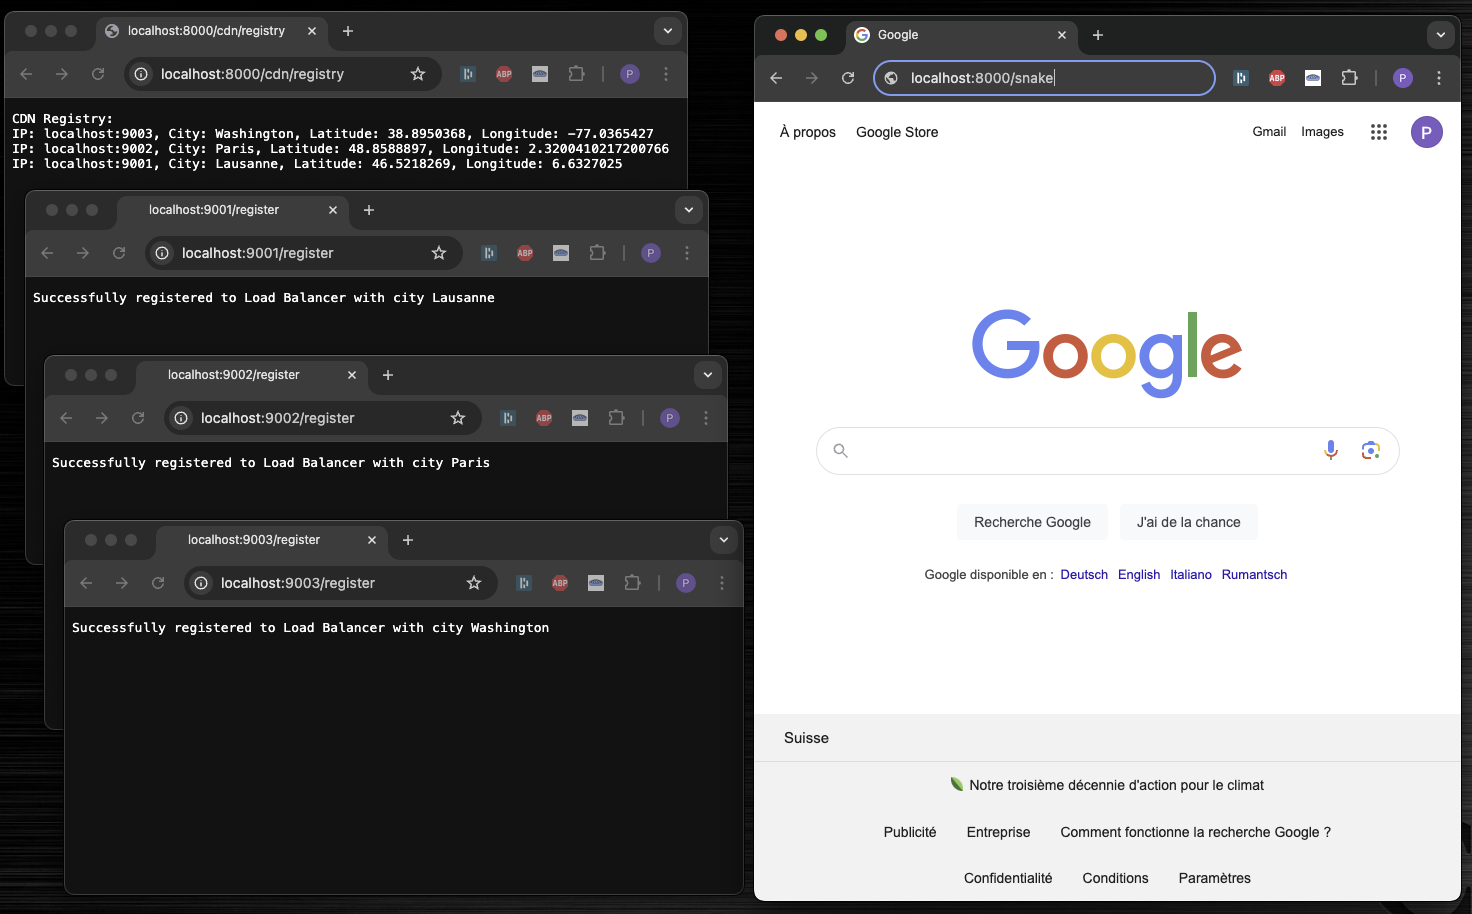 localhost:8000/cdn/registry
localhost:8000/cdn/registry
ABP
P
CDN Registry:
IP: localhost:9003, City: Washington, Latitude: 38.8950368, Longitude: -77.0365427
IP: localhost:9002, City: Paris, Latitude: 48.8588897, Longitude: 2.3200410217200766
IP: localhost:9001, City: Lausanne, Latitude: 46.5218269, Longitude: 6.6327025
localhost:9001/register
localhost:9001/register
ABP
P
Successfully registered to Load Balancer with city Lausanne
localhost:9002/register
localhost:9002/register
ABP
P
Successfully registered to Load Balancer with city Paris
localhost:9003/register
localhost:9003/register
ABP
P
Successfully registered to Load Balancer with city Washington
Google
localhost:8000/snake
ABP
P
À propos Google Store Gmail Images P
Google
Recherche Google J'ai de la chance
Google disponible en : Deutsch English Italiano Rumantsch
Suisse
Notre troisième décennie d'action pour le climat
Publicité Entreprise Comment fonctionne la recherche Google ?
Confidentialité Conditions Paramètres